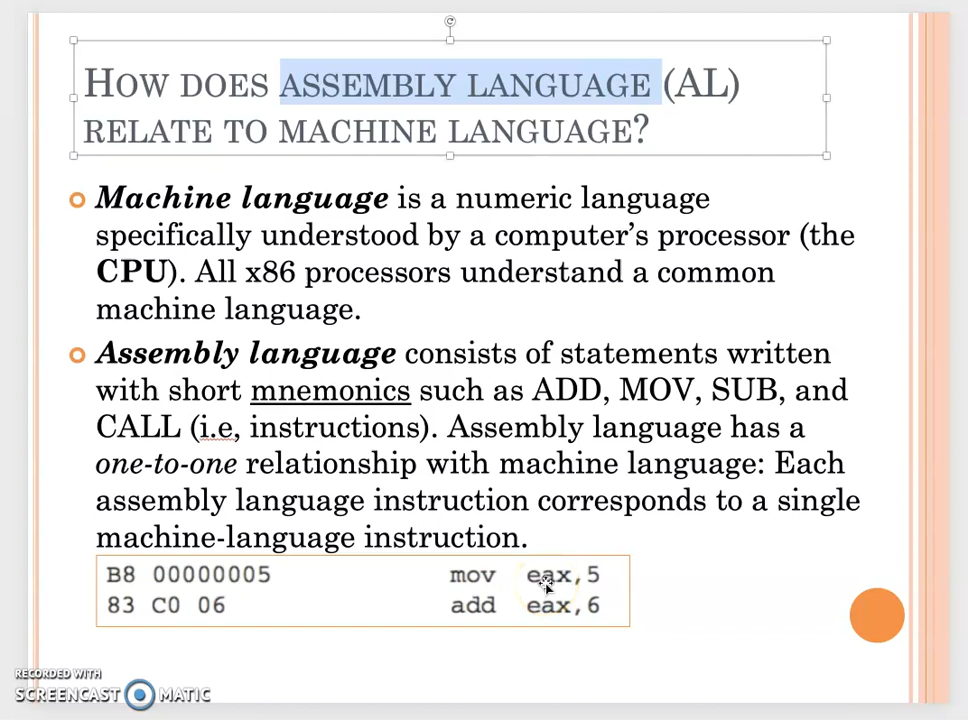 HOW DOES ASSEMBLY LANGUAGE (AL)
RELATE TO MACHINE LANGUAGE?
Machine language is a numeric language
specifically understood by a computer’s processor (the
CPU). All x86 processors understand a common
machine language.
Assembly language consists of statements written
with short mnemonics such as ADD, MOV, SUB, and
CALL (i.e, instructions). Assembly language has a
one-to-one relationship with machine language: Each
assembly language instruction corresponds to a single
machine-language instruction.
B8 00000005 mov eax,5
83 C0 06 add eax,6
RECORDED WITH
SCREENCAST MATIC